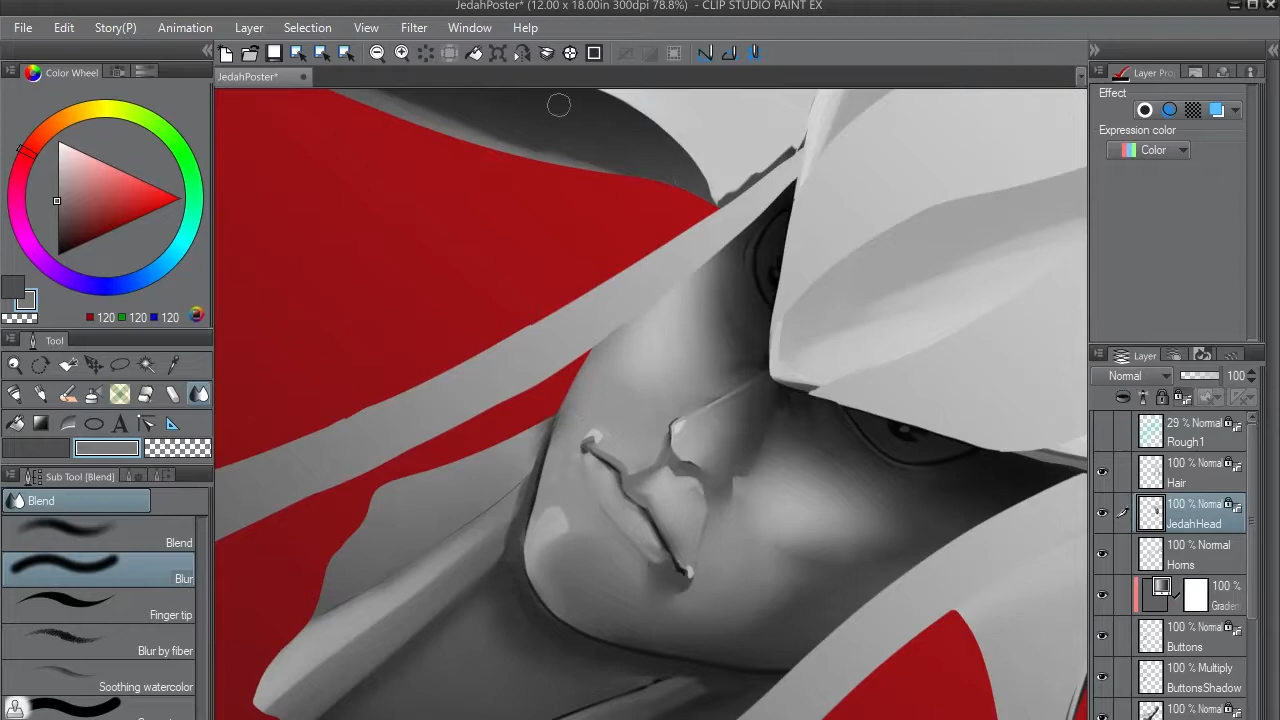 JedahPoster* (12.00 x 18.00in 300dpi 78.8%) - CLIP STUDIO PAINT EX
File Edit Story(P) Animation Layer Selection View Filter Window Help
Color Wheel
JedahPoster*
120 120 120
Tool
Sub Tool [Blend]
Blend
Blend
Blur
Finger tip
Blur by fiber
Soothing watercolor
Layer Pro
Effect
Expression color
Color
Layer
Normal 100
29 % Normal
Rough1
100 % Normal
Hair
100 % Normal
JedahHead
100 % Normal
Horns
100 %
100 % Normal
Buttons
100 % Multiply
ButtonsShadow
100 % Normal